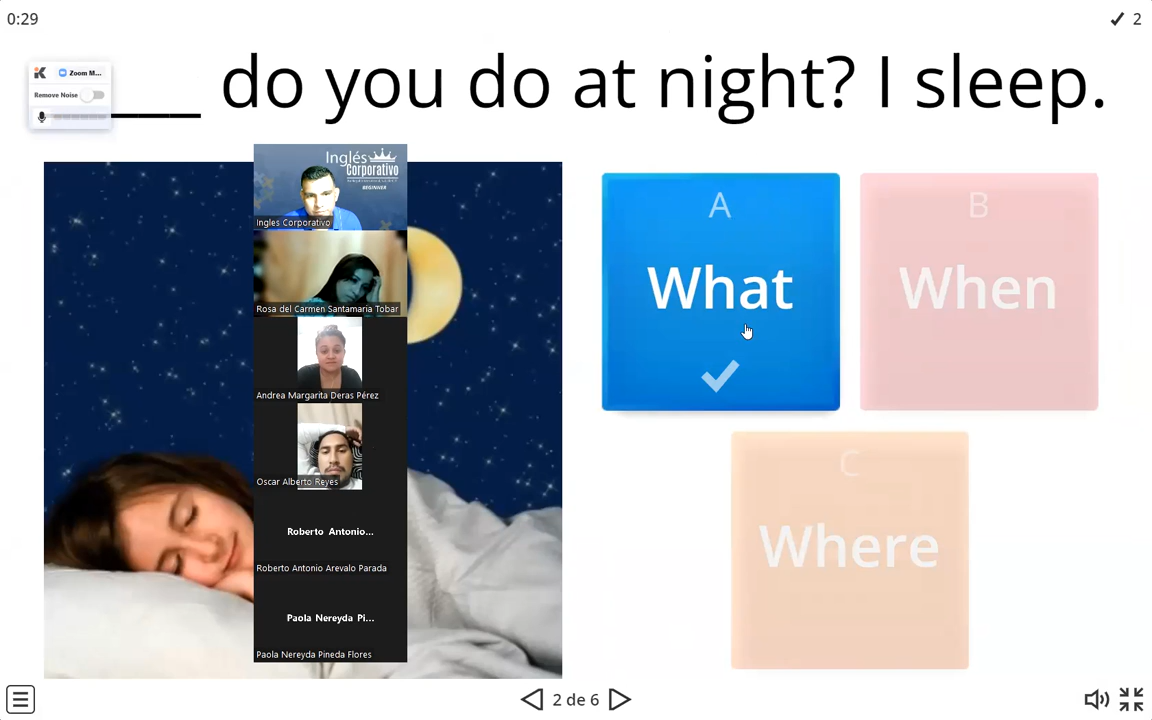 0:29
2
Zoom M...
Remove Noise
____ do you do at night? I sleep.
Inglés
Corporativo
BEGINNER
Ingles Corporativo
Rosa del Carmen Santamaria Tobar
Andrea Margarita Deras Pérez
Oscar Alberto Reyes
Roberto Antonio...
Roberto Antonio Arevalo Parada
Paola Nereyda Pi...
Paola Nereyda Pineda Flores
A
What
B
When
C
Where
2 de 6